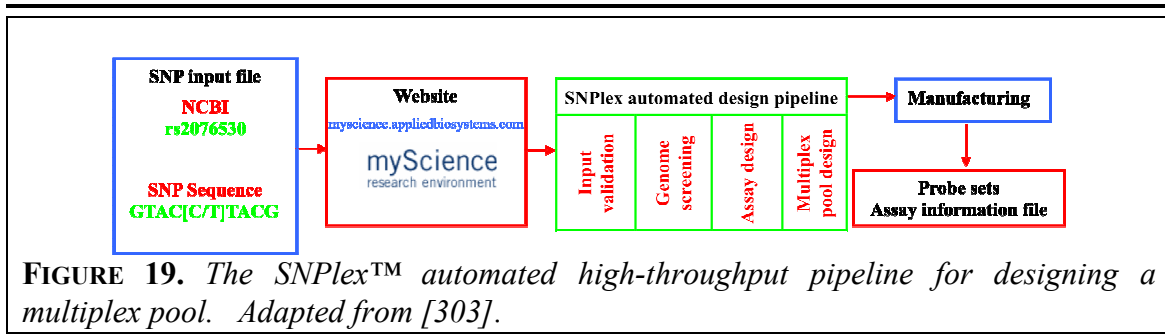 SNP input file
NCBI
rs2076530
SNP Sequence
GTAC[C/T]TACG
Website
myscience.appliedbiosystems.com
myScience
research environment
SNPlex automated design pipeline
Input
validation
Genome
screening
Assay design
Multiplex
pool design
Manufacturing
Probe sets
Assay information file
FIGURE 19. The SNPlex™ automated high-throughput pipeline for designing a
multiplex pool. Adapted from [303].